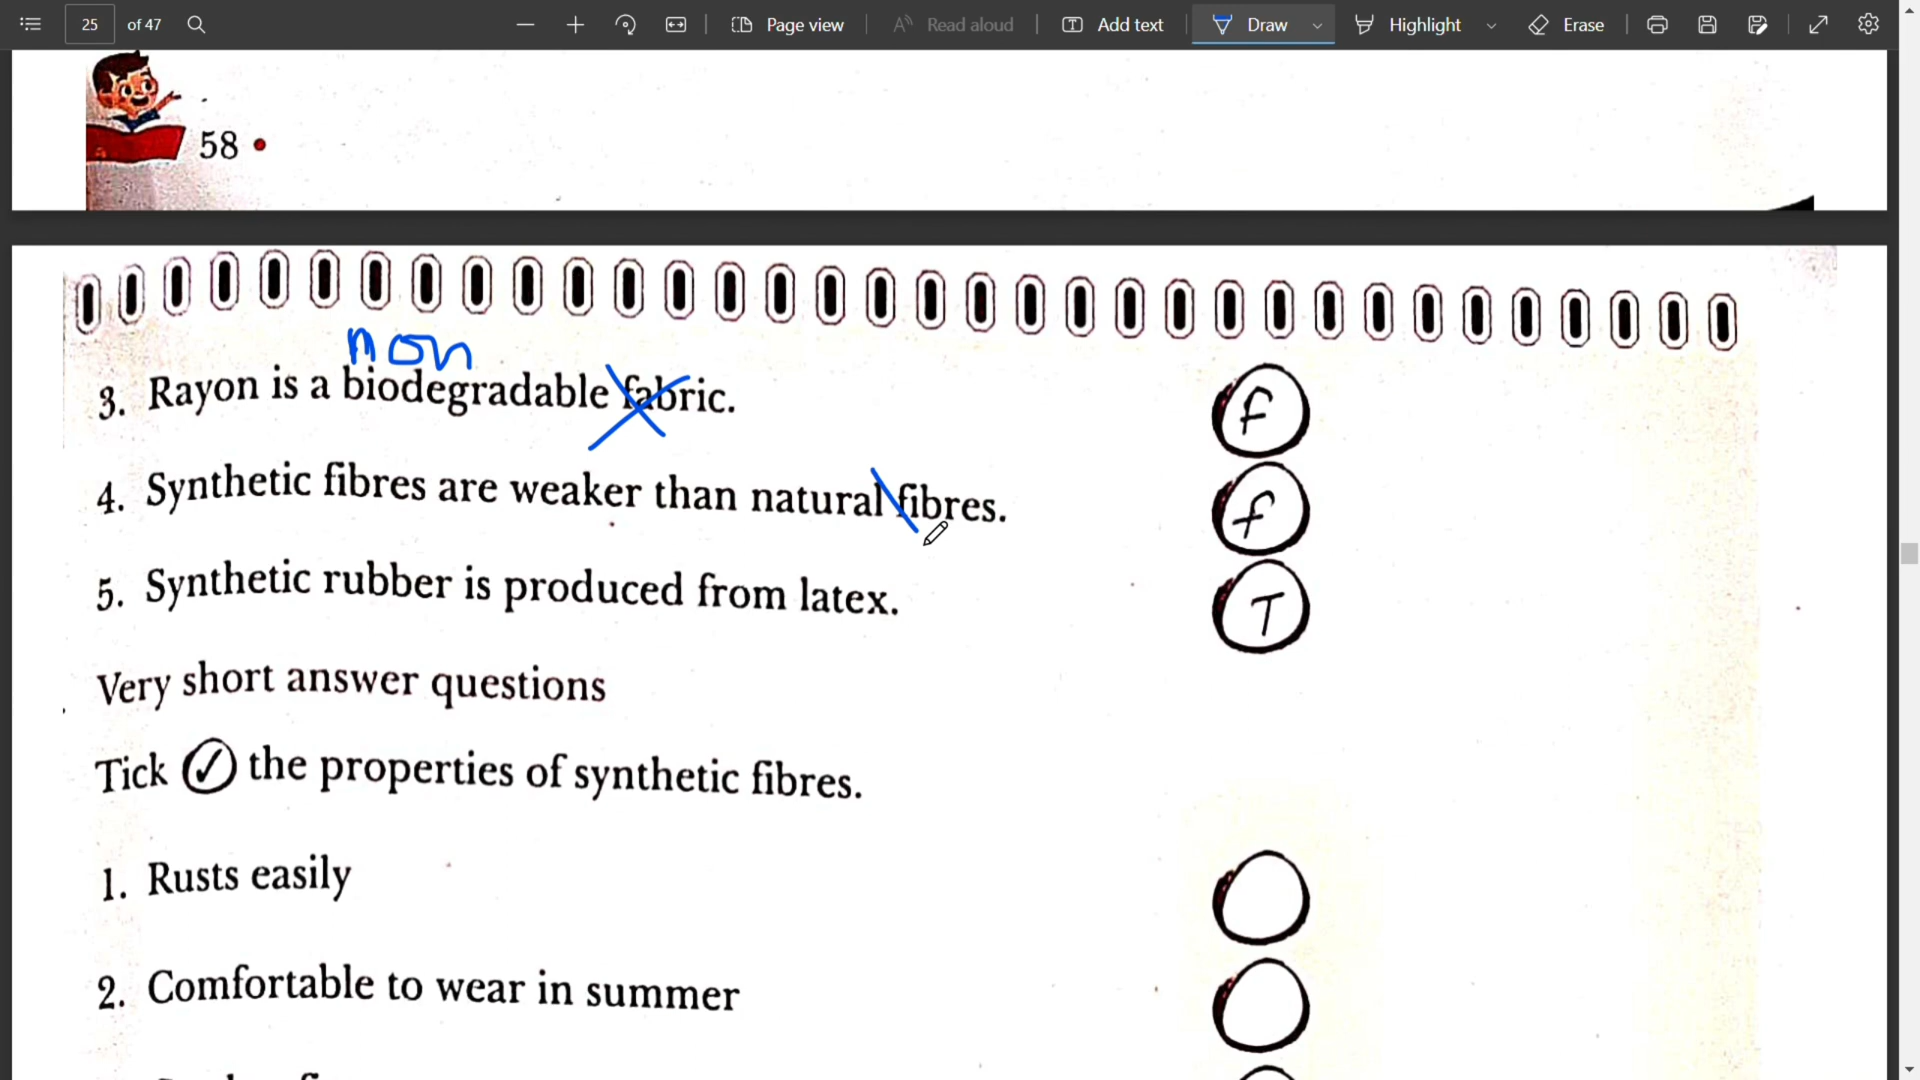 25 of 47 Page view Read aloud Add text Draw Highlight Erase
58
non
3. Rayon is a biodegradable fabric. F
4. Synthetic fibres are weaker than natural fibres. F
5. Synthetic rubber is produced from latex. T
Very short answer questions
Tick ✓ the properties of synthetic fibres.
1. Rusts easily
2. Comfortable to wear in summer